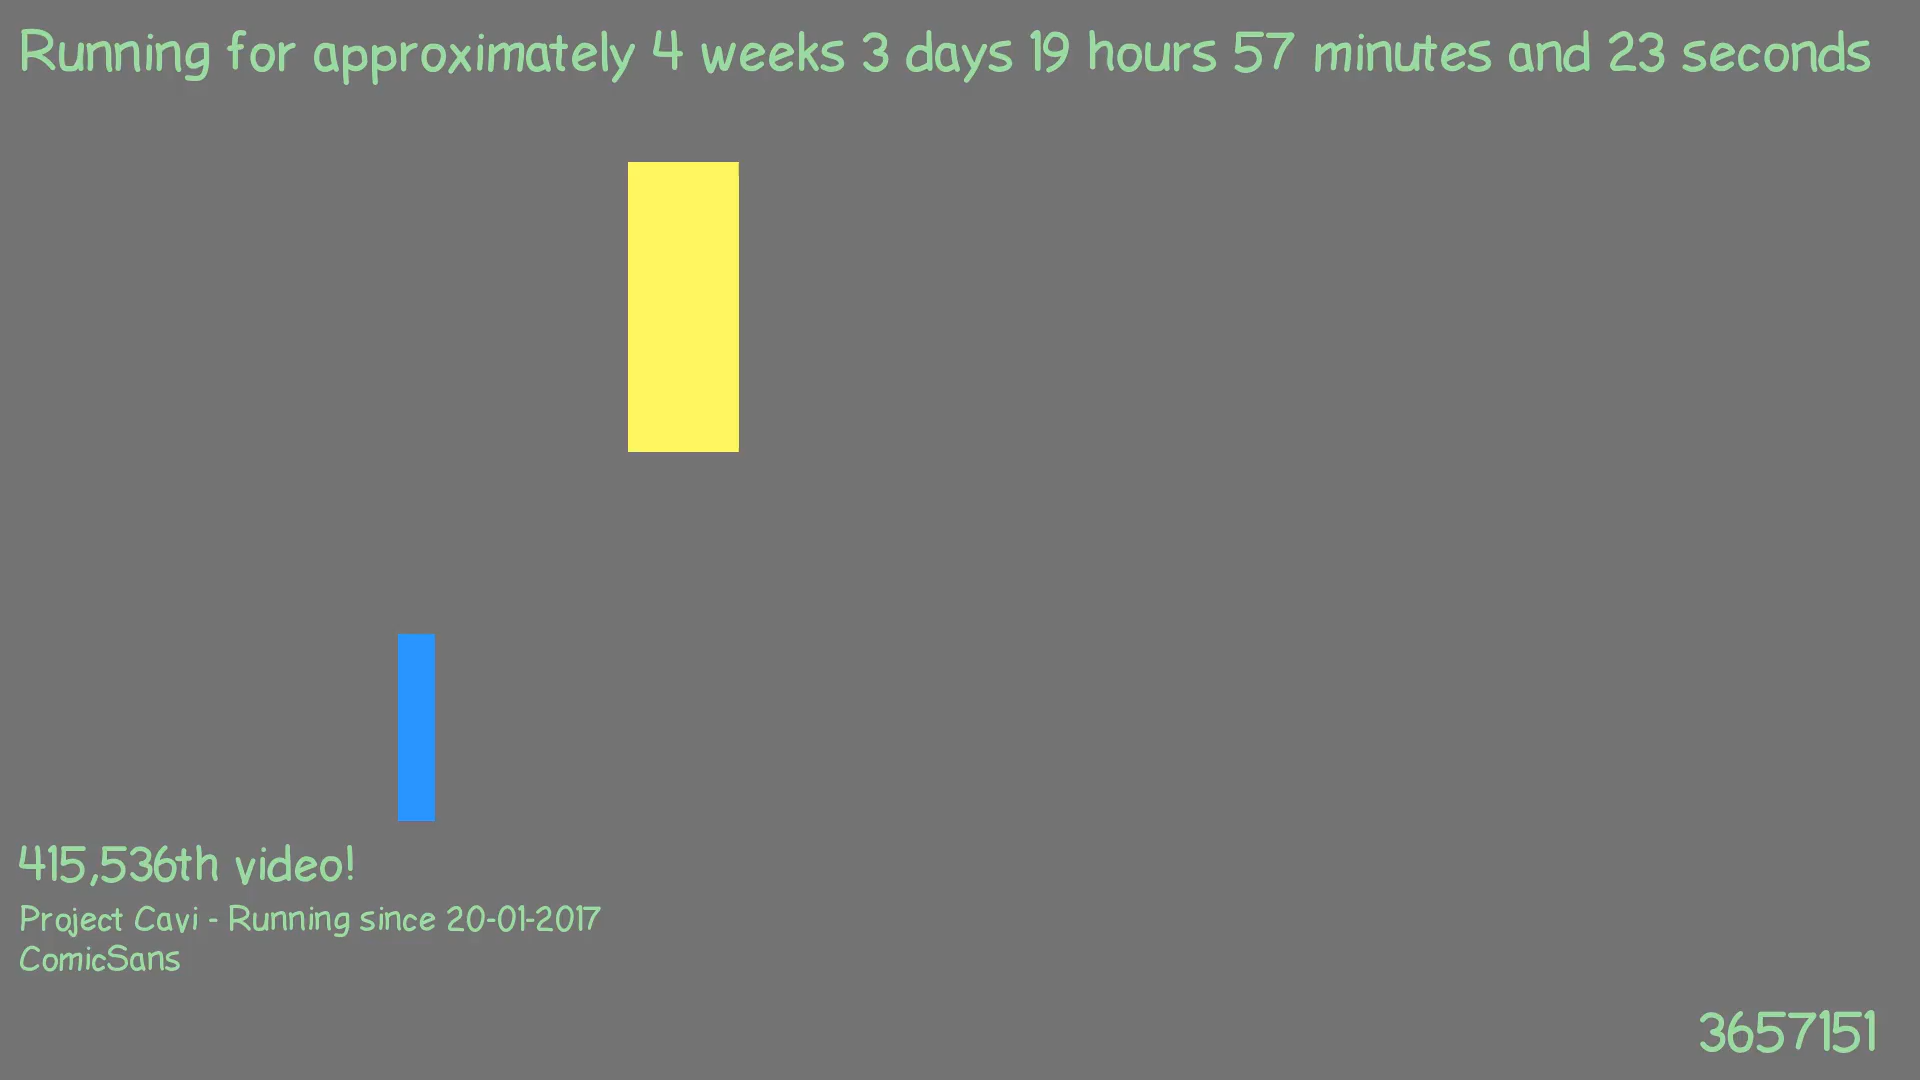 Running for approximately 4 weeks 3 days 19 hours 57 minutes and 23 seconds
415,536th video!
Project Cavi - Running since 20-01-2017
ComicSans
3657151